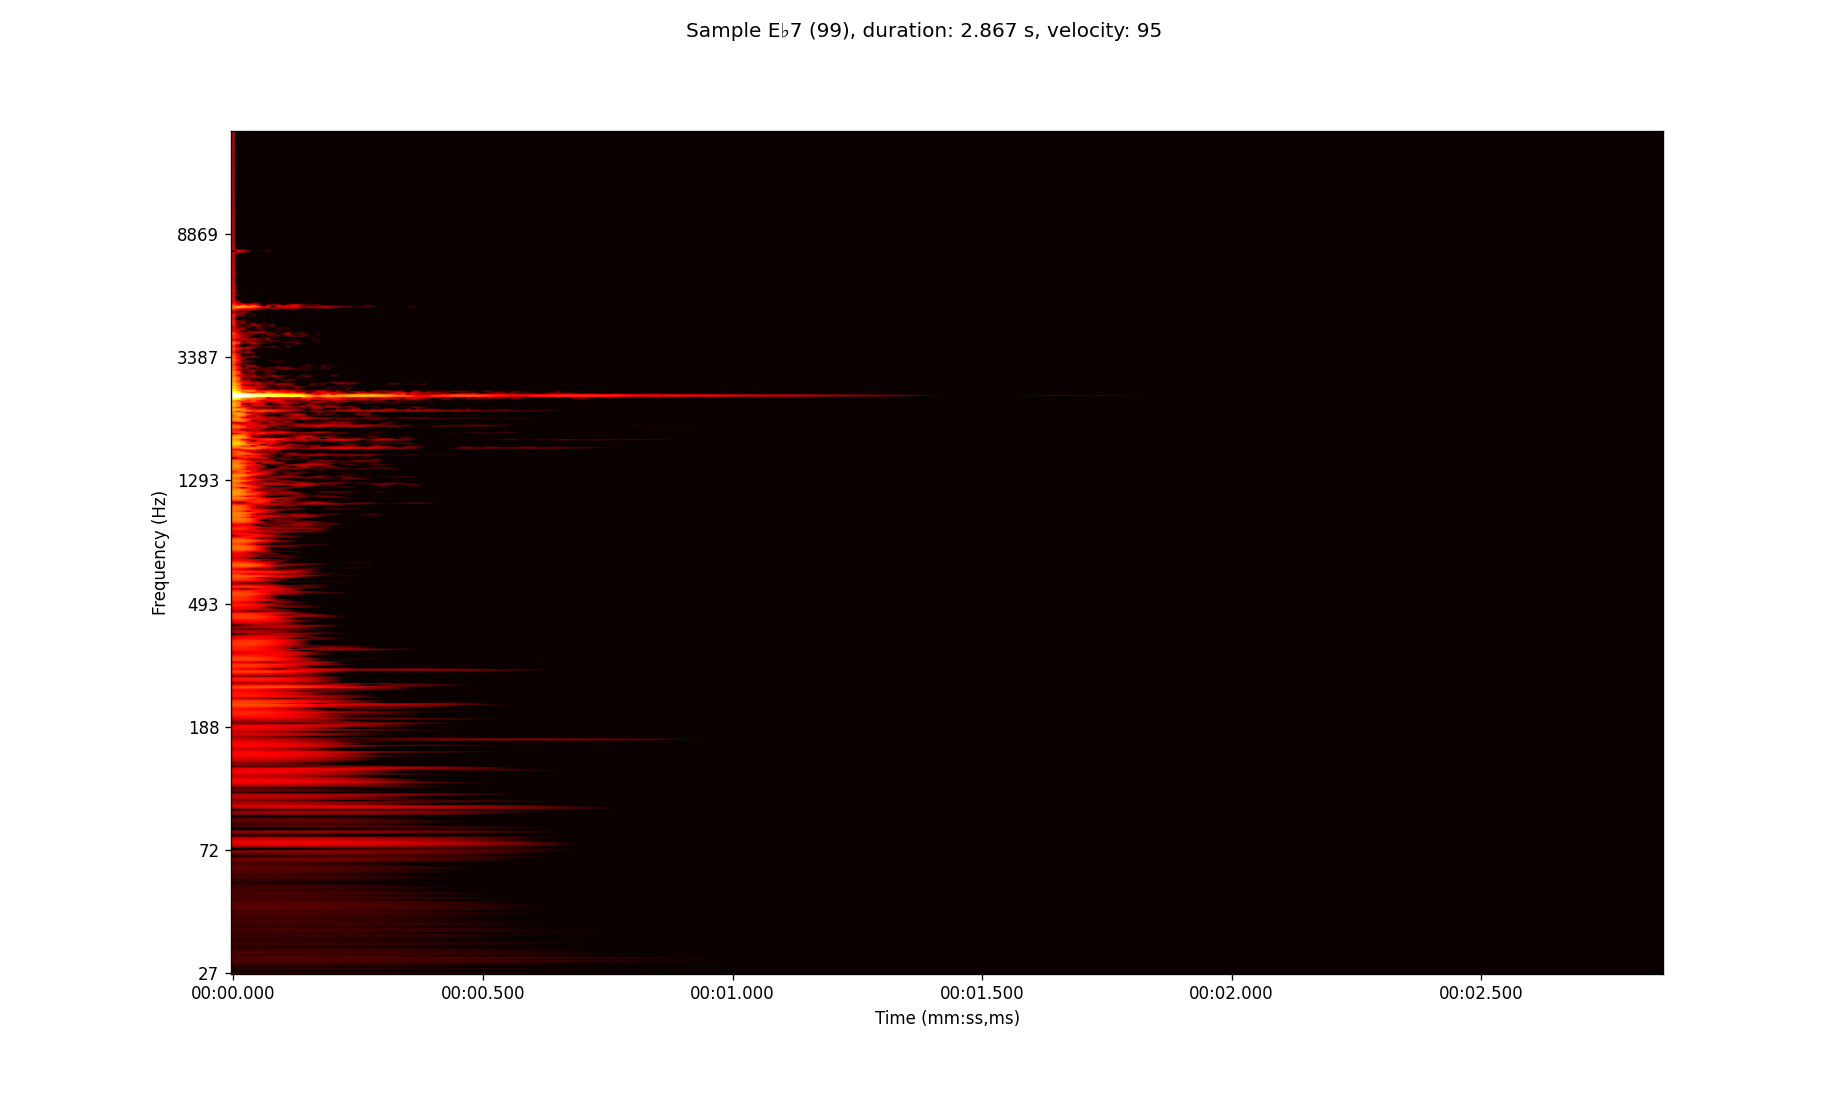 Sample E♭7 (99), duration: 2.867 s, velocity: 95
8869
3387
1293
493
188
72
27
Frequency (Hz)
00:00.000 00:00.500 00:01.000 00:01.500 00:02.000 00:02.500
Time (mm:ss,ms)